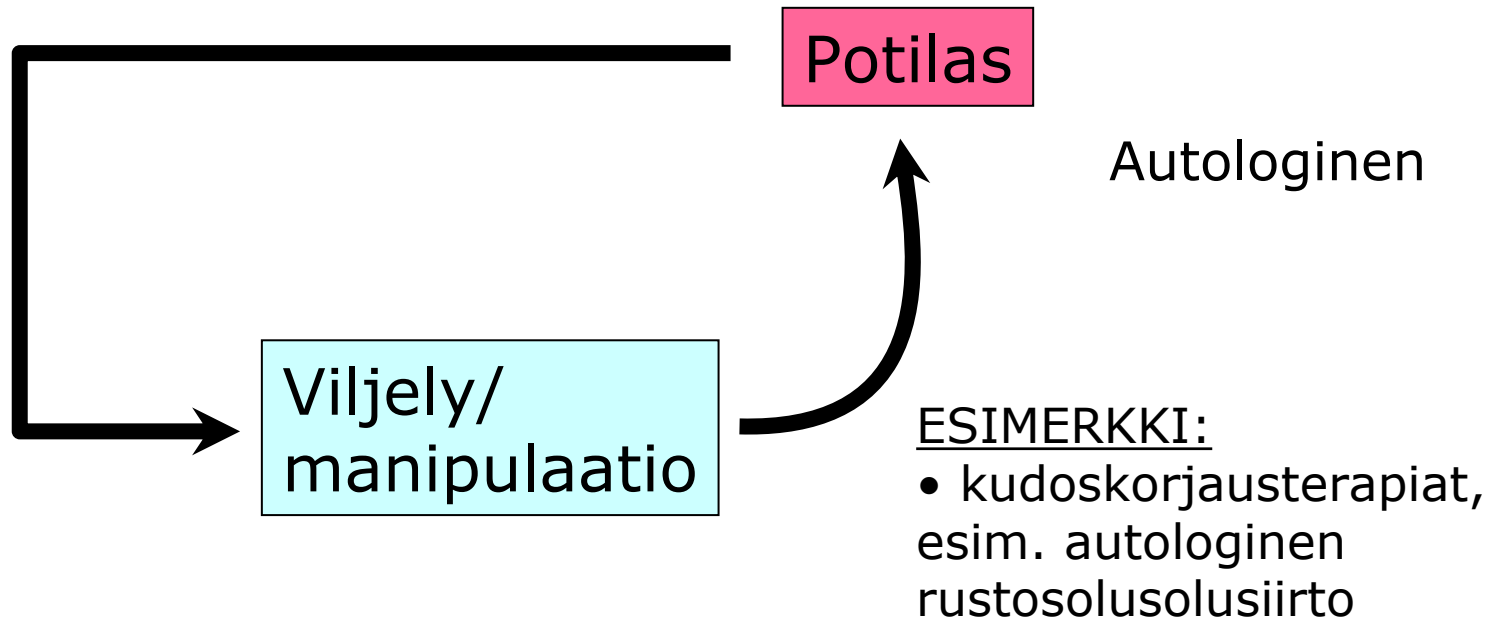 Potilas
Autologinen
Viljely/
manipulaatio
ESIMERKKI:
• kudoskorjausterapiat,
esim. autologinen
rustosolusolusiirto